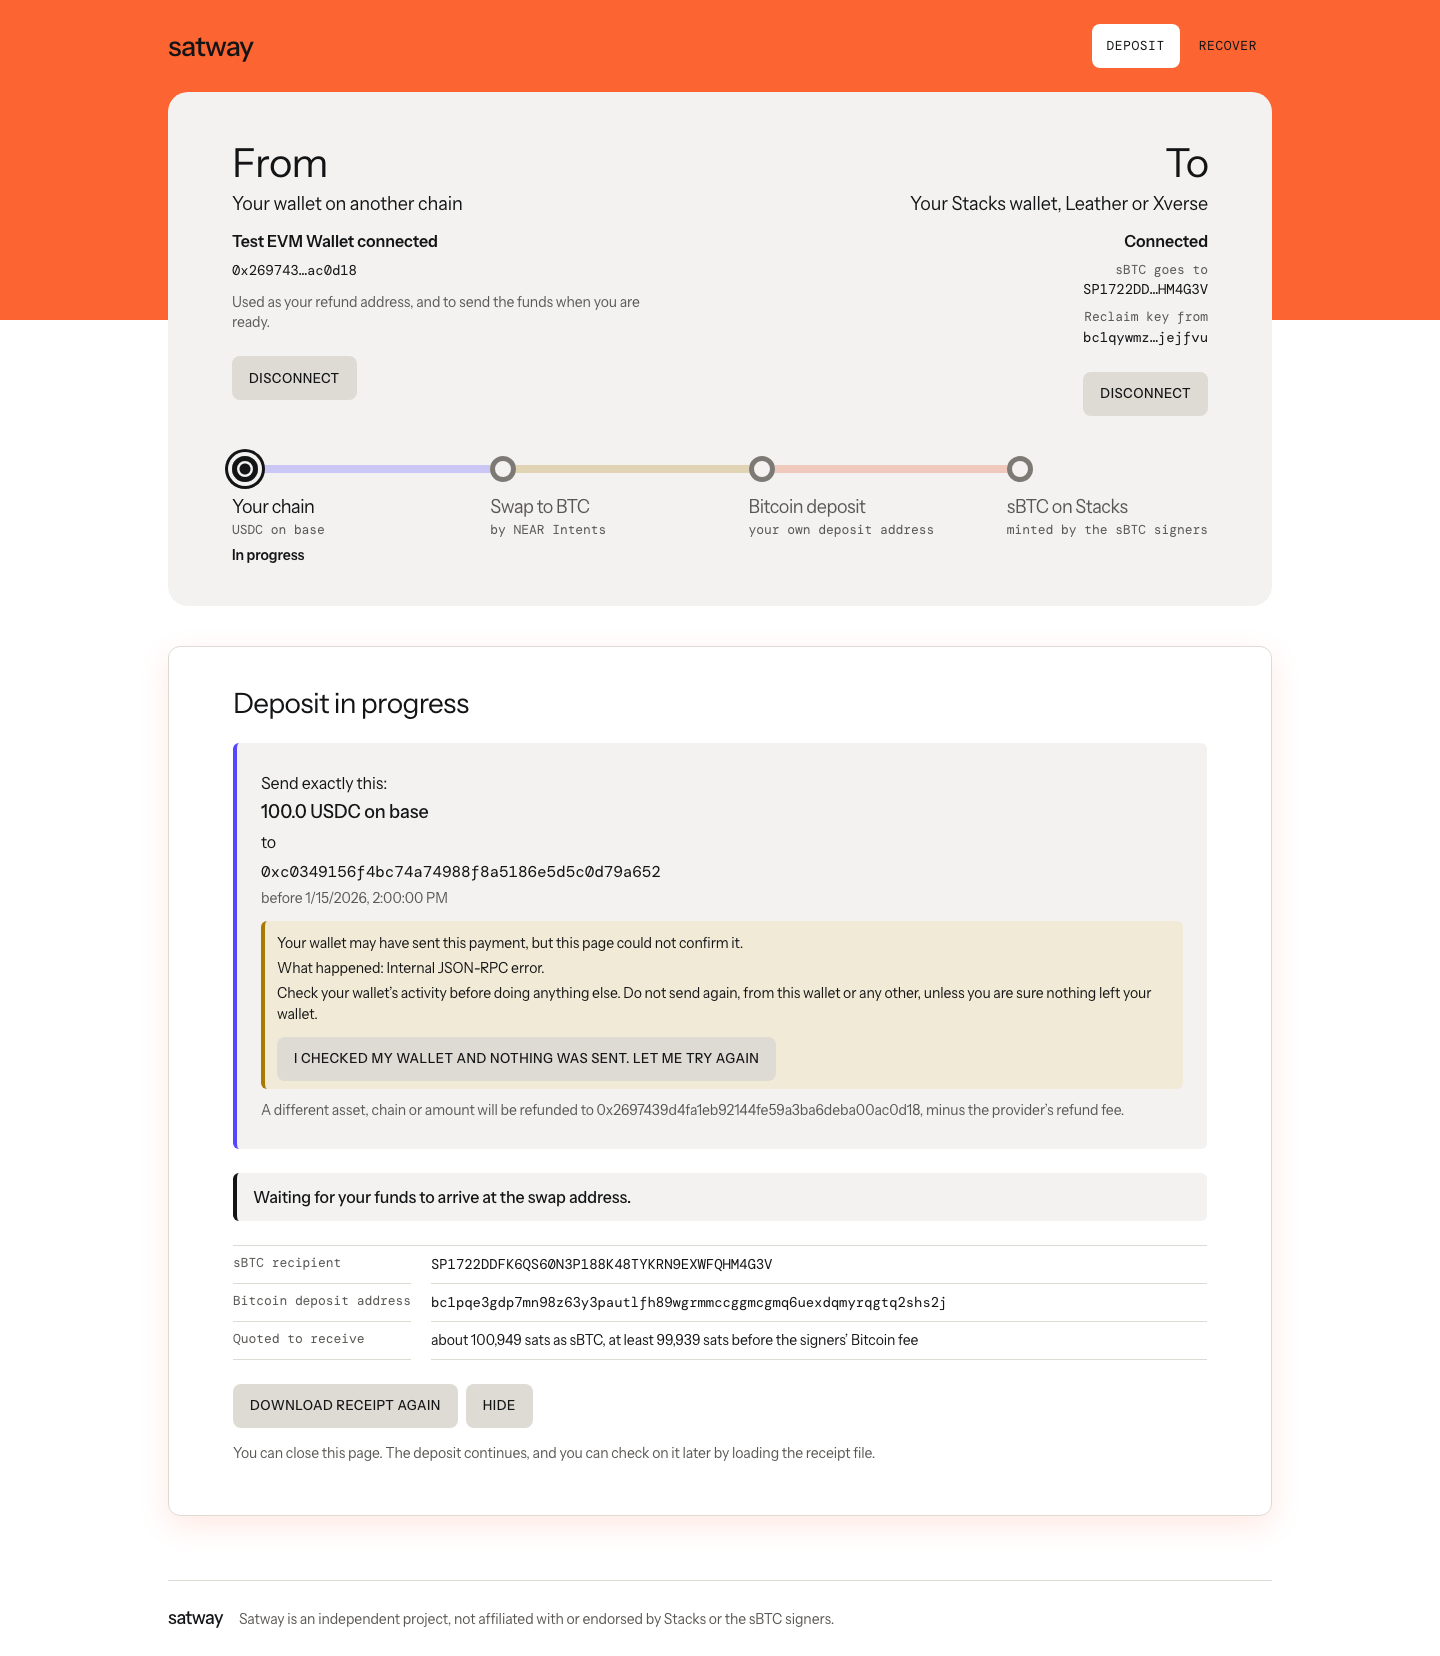 satway
DEPOSIT
RECOVER
From
Your wallet on another chain
Test EVM Wallet connected
0x269743…ac0d18
Used as your refund address, and to send the funds when you are
ready.
DISCONNECT
To
Your Stacks wallet, Leather or Xverse
Connected
sBTC goes to
SP1722DD…HM4G3V
Reclaim key from
bc1qywmz…jejfvu
DISCONNECT
Your chain
USDC on base
In progress
Swap to BTC
by NEAR Intents
Bitcoin deposit
your own deposit address
sBTC on Stacks
minted by the sBTC signers
Deposit in progress
Send exactly this:
100.0 USDC on base
to
0xc0349156f4bc74a74988f8a5186e5d5c0d79a652
before 1/15/2026, 2:00:00 PM
Your wallet may have sent this payment, but this page could not confirm it.
What happened: Internal JSON-RPC error.
Check your wallet’s activity before doing anything else. Do not send again, from this wallet or any other, unless you are sure nothing left your
wallet.
I CHECKED MY WALLET AND NOTHING WAS SENT. LET ME TRY AGAIN
A different asset, chain or amount will be refunded to 0x2697439d4fa1eb92144fe59a3ba6deba00ac0d18, minus the provider’s refund fee.
Waiting for your funds to arrive at the swap address.
sBTC recipient
SP1722DDFK6QS60N3P188K48TYKRN9EXWFQHM4G3V
Bitcoin deposit address
bc1pqe3gdp7mn98z63y3pautlfh89wgrmmccggmcgmq6uexdqmyrqgtq2shs2j
Quoted to receive
about 100,949 sats as sBTC, at least 99,939 sats before the signers’ Bitcoin fee
DOWNLOAD RECEIPT AGAIN
HIDE
You can close this page. The deposit continues, and you can check on it later by loading the receipt file.
satway
Satway is an independent project, not affiliated with or endorsed by Stacks or the sBTC signers.